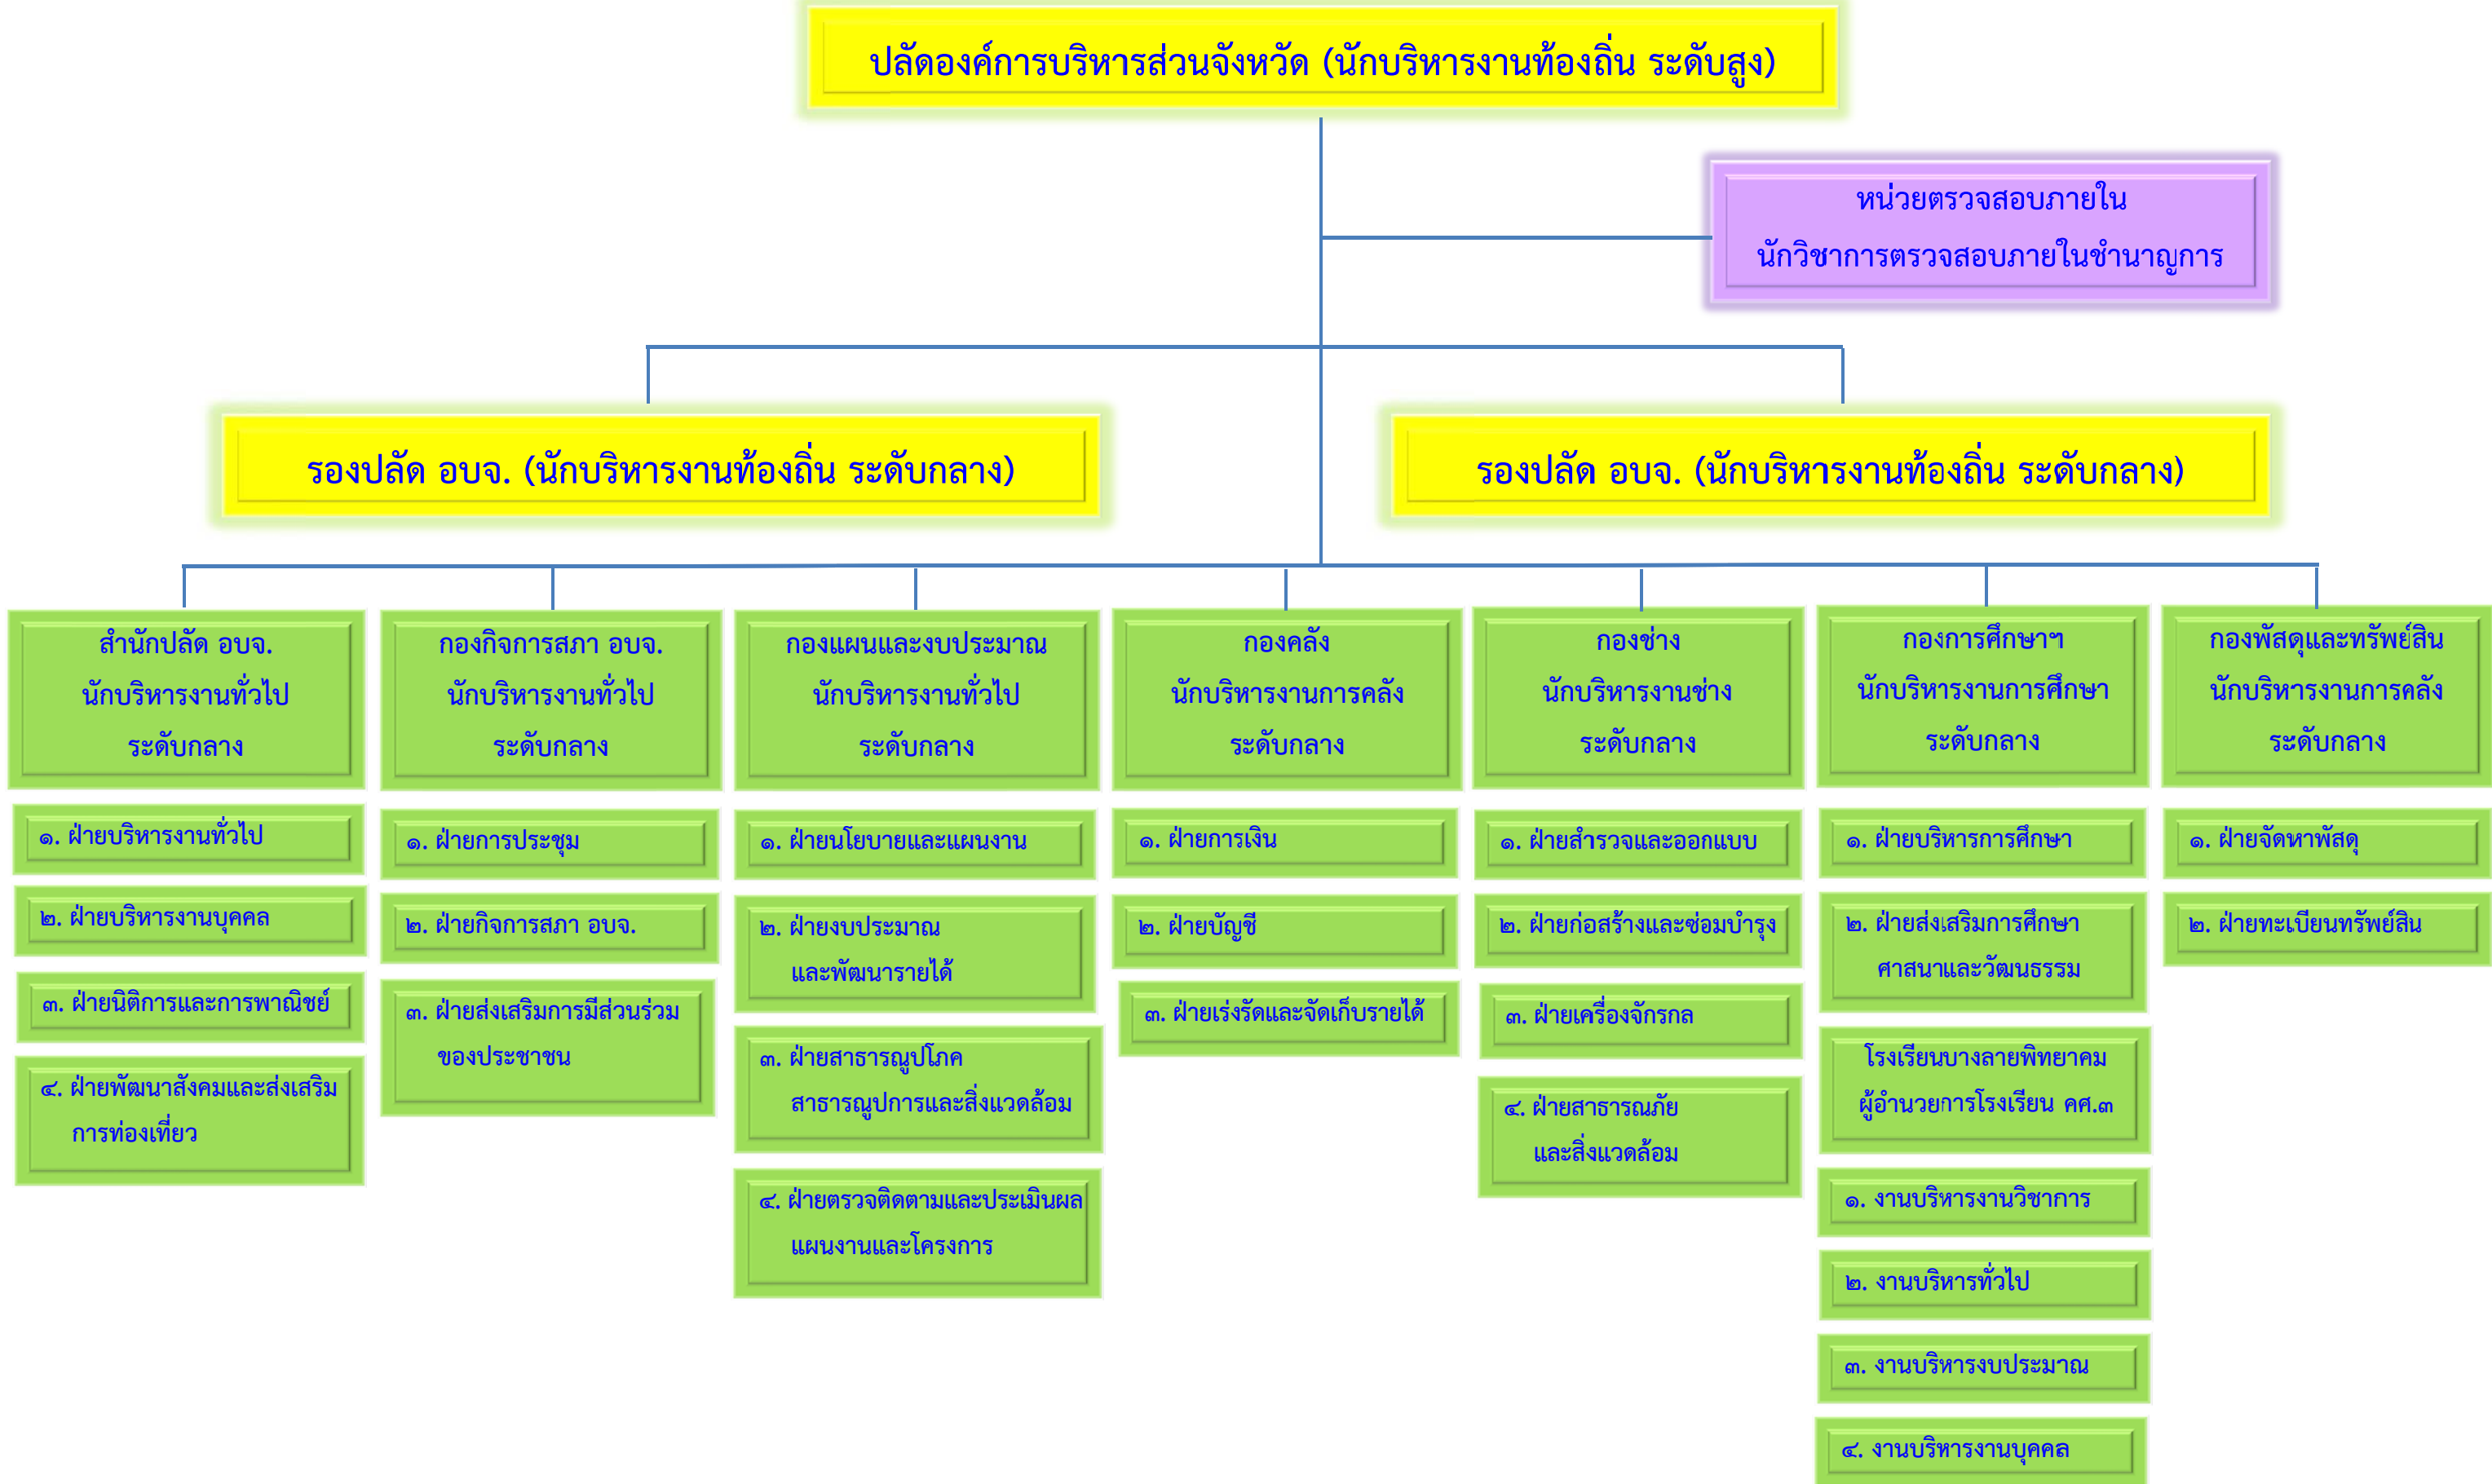 ปลัดองค์การบริหารส่วนจังหวัด (นักบริหารงานท้องถิ่น ระดับสูง)
หน่วยตรวจสอบภายใน
นักวิชาการตรวจสอบภายในชำนาญการ
รองปลัด อบจ. (นักบริหารงานท้องถิ่น ระดับกลาง)
รองปลัด อบจ. (นักบริหารงานท้องถิ่น ระดับกลาง)
สำนักปลัด อบจ.
นักบริหารงานทั่วไป
ระดับกลาง
๑. ฝ่ายบริหารงานทั่วไป
๒. ฝ่ายบริหารงานบุคคล
๓. ฝ่ายนิติการและการพาณิชย์
๔. ฝ่ายพัฒนาสังคมและส่งเสริม
การท่องเที่ยว
กองกิจการสภา อบจ.
นักบริหารงานทั่วไป
ระดับกลาง
๑. ฝ่ายการประชุม
๒. ฝ่ายกิจการสภา อบจ.
๓. ฝ่ายส่งเสริมการมีส่วนร่วม
ของประชาชน
กองแผนและงบประมาณ
นักบริหารงานทั่วไป
ระดับกลาง
๑. ฝ่ายนโยบายและแผนงาน
๒. ฝ่ายงบประมาณ
และพัฒนารายได้
๓. ฝ่ายสาธารณูปโภค
สาธารณูปการและสิ่งแวดล้อม
๔. ฝ่ายตรวจติดตามและประเมินผล
แผนงานและโครงการ
กองคลัง
นักบริหารงานการคลัง
ระดับกลาง
๑. ฝ่ายการเงิน
๒. ฝ่ายบัญชี
๓. ฝ่ายเร่งรัดและจัดเก็บรายได้
กองช่าง
นักบริหารงานช่าง
ระดับกลาง
๑. ฝ่ายสำรวจและออกแบบ
๒. ฝ่ายก่อสร้างและซ่อมบำรุง
๓. ฝ่ายเครื่องจักรกล
๔. ฝ่ายสาธารณภัย
และสิ่งแวดล้อม
กองการศึกษาฯ
นักบริหารงานการศึกษา
ระดับกลาง
๑. ฝ่ายบริหารการศึกษา
๒. ฝ่ายส่งเสริมการศึกษา
ศาสนาและวัฒนธรรม
โรงเรียนบางลายพิทยาคม
ผู้อำนวยการโรงเรียน คศ.๓
๑. งานบริหารงานวิชาการ
๒. งานบริหารทั่วไป
๓. งานบริหารงบประมาณ
๔. งานบริหารงานบุคคล
กองพัสดุและทรัพย์สิน
นักบริหารงานการคลัง
ระดับกลาง
๑. ฝ่ายจัดหาพัสดุ
๒. ฝ่ายทะเบียนทรัพย์สิน